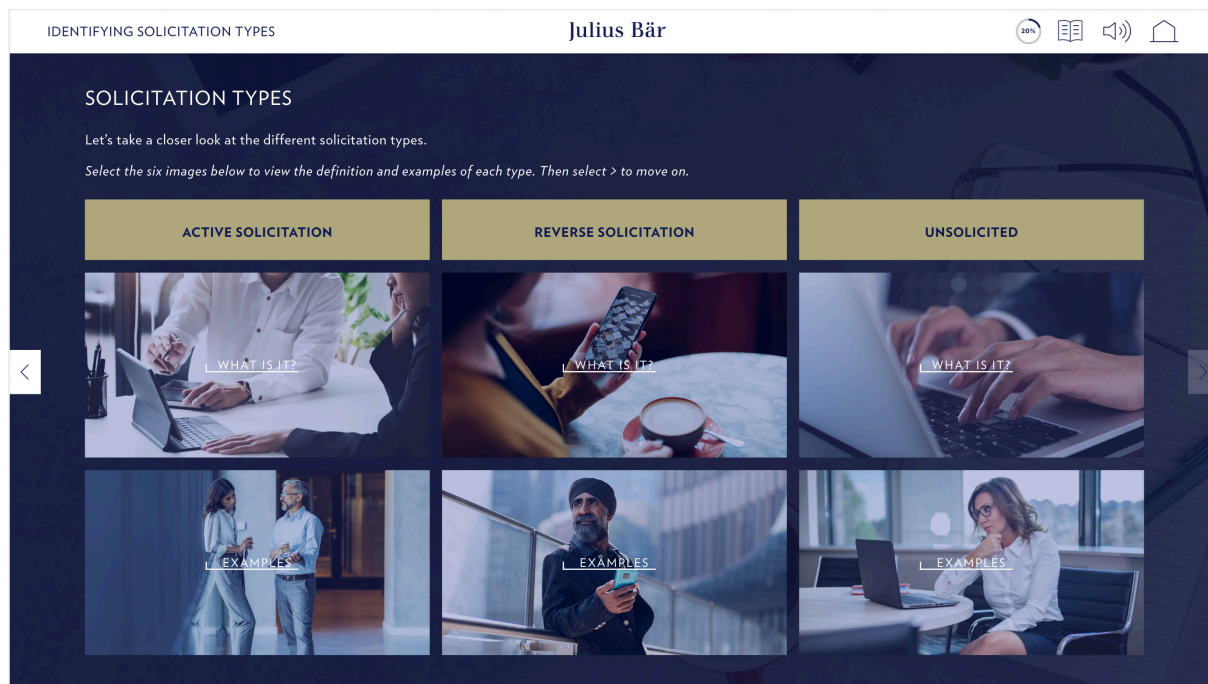 IDENTIFYING SOLICITATION TYPES
Julius Bär
20%
SOLICITATION TYPES
Let's take a closer look at the different solicitation types.
Select the six images below to view the definition and examples of each type. Then select > to move on.
ACTIVE SOLICITATION
REVERSE SOLICITATION
UNSOLICITED
WHAT IS IT?
WHAT IS IT?
WHAT IS IT?
EXAMPLES
EXAMPLES
EXAMPLES